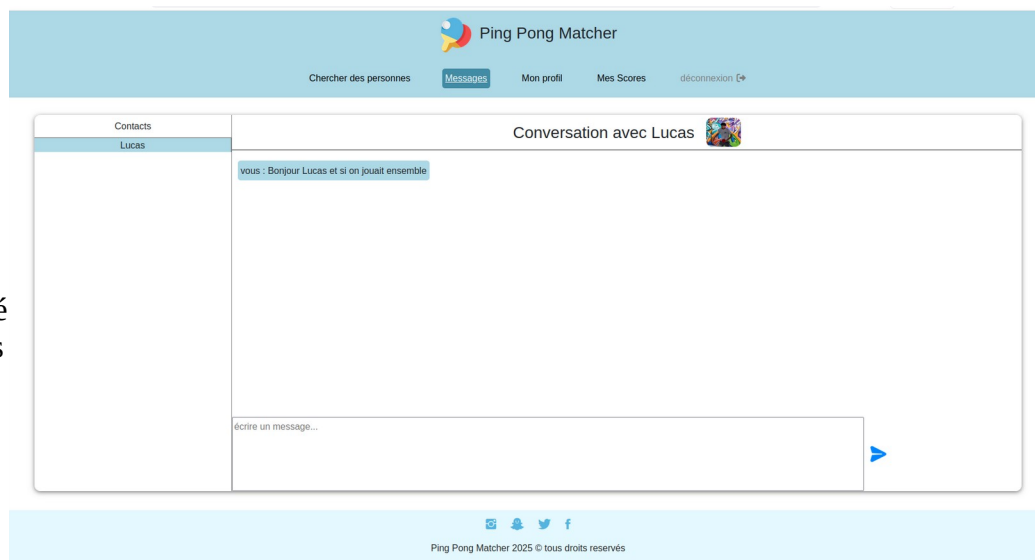 Ping Pong Matcher
Chercher des personnes Messages Mon profil Mes Scores déconnexion
Contacts
Lucas
Conversation avec Lucas
vous : Bonjour Lucas et si on jouait ensemble
é
s
écrire un message...
Ping Pong Matcher 2025 © tous droits reservés